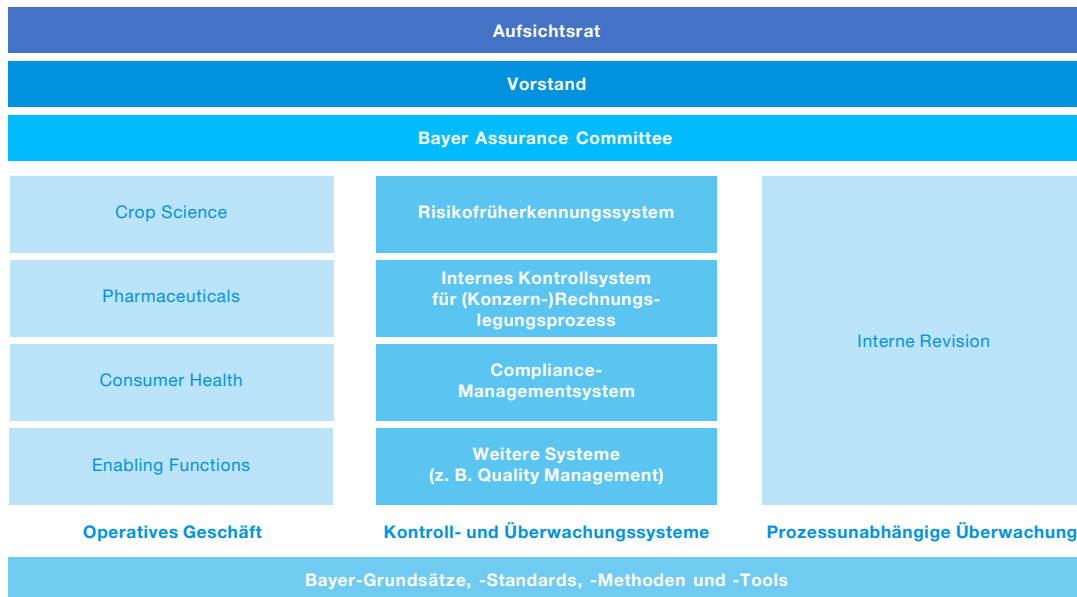 Aufsichtsrat
Vorstand
Bayer Assurance Committee
Crop Science
Pharmaceuticals
Consumer Health
Enabling Functions
Operatives Geschäft
Risikofrüherkennungssystem
Internes Kontrollsystem
für (Konzern-)Rechnungs-
legungsprozess
Compliance-
Managementsystem
Weitere Systeme
(z. B. Quality Management)
Kontroll- und Überwachungssysteme
Interne Revision
Prozessunabhängige Überwachung
Bayer-Grundsätze, -Standards, -Methoden und -Tools